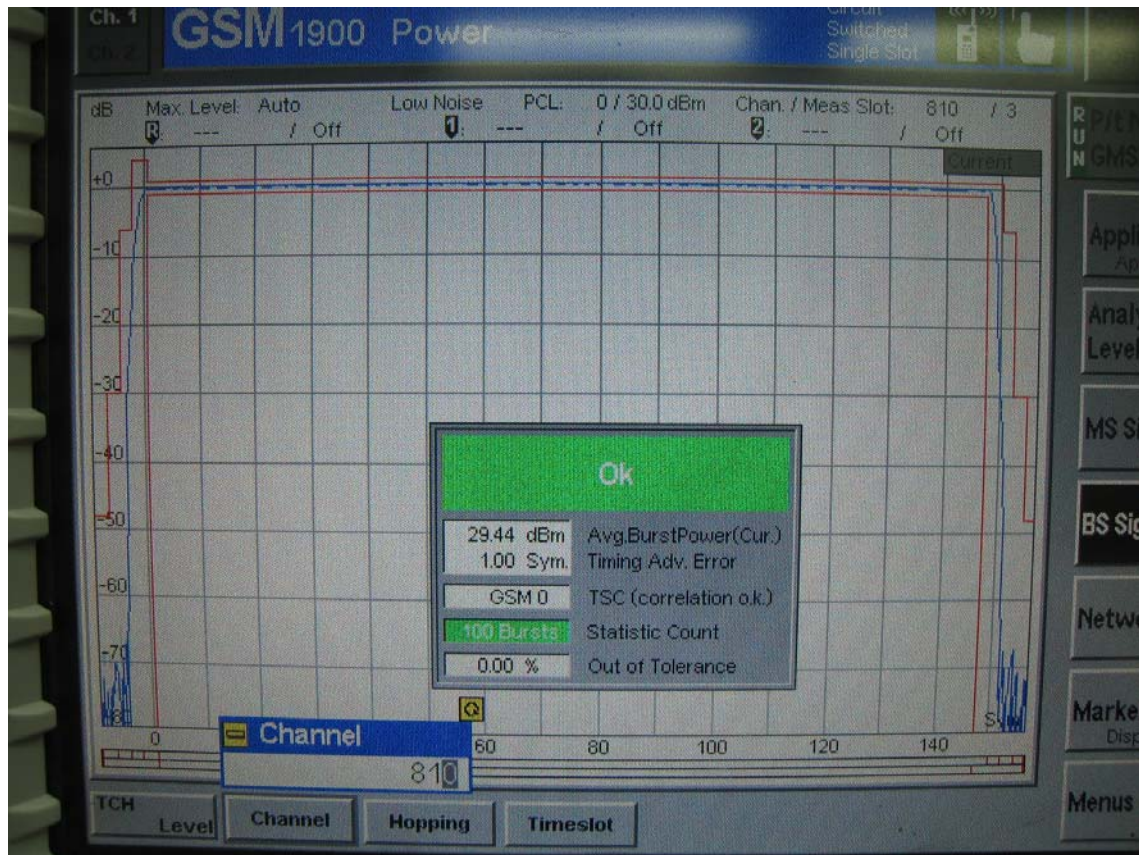 Ch. 1
Ch. 2
GSM 1900 Power
Circuit
Switched
Single Slot
dB Max. Level: Auto Low Noise PCL: 0 / 30.0 dBm Chan. / Meas Slot: 810 / 3
R: --- / Off 1: --- / Off 2: --- / Off
Current
RUN
GMS
+0
-10
-20
-30
-40
-50
-60
-70
Ok
29.44 dBm Avg.BurstPower(Cur.)
1.00 Sym. Timing Adv. Error
GSM 0 TSC (correlation o.k.)
100 Bursts Statistic Count
0.00 % Out of Tolerance
0 60 80 100 120 140
Channel
810
TCH
Level
Channel
Hopping
Timeslot
Appli
Analy
Level
MS Si
BS Sig
Netwo
Marke
Disp
Menus